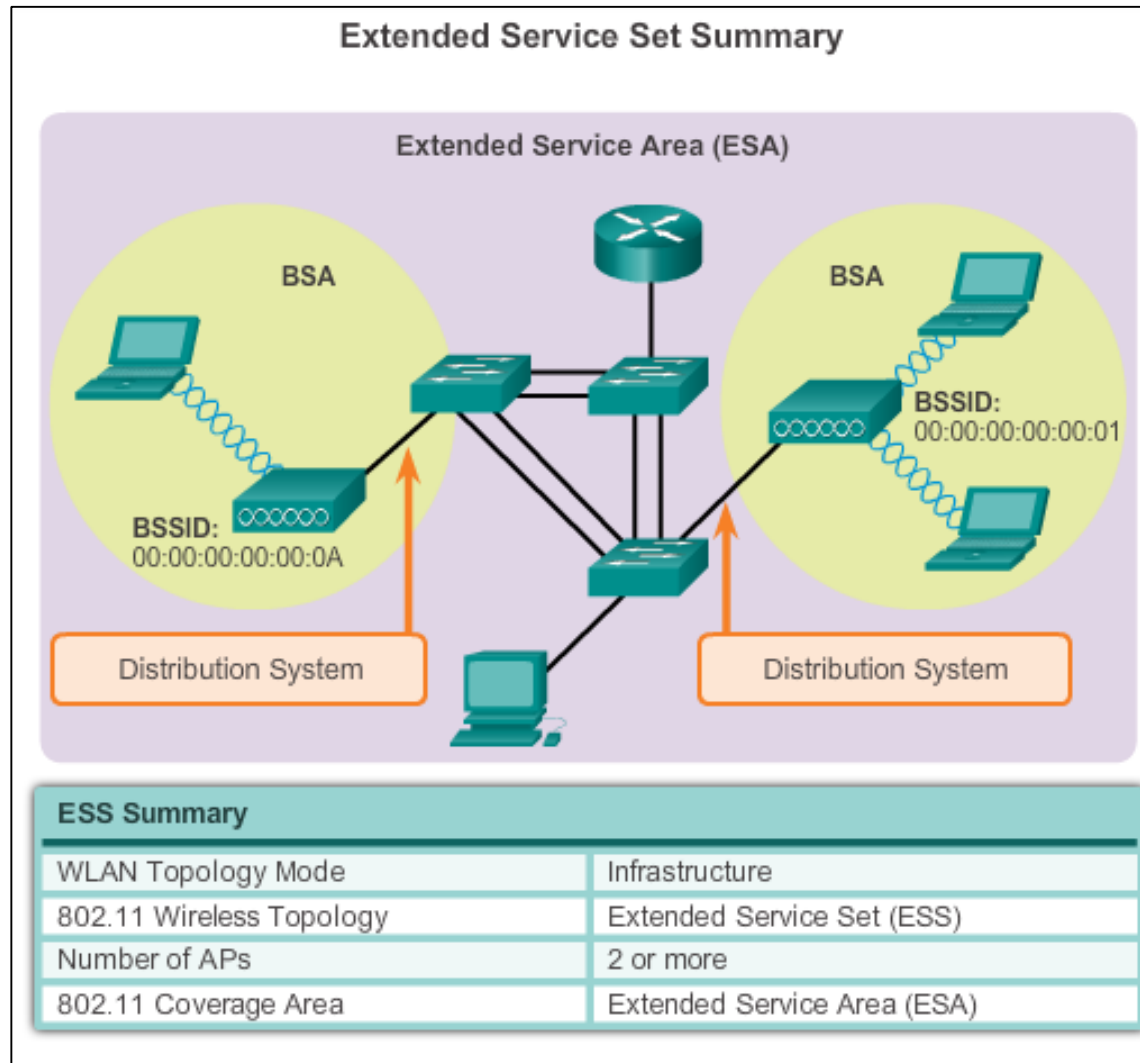 Extended Service Set Summary
Extended Service Area (ESA)
BSA
BSA
BSSID:
00:00:00:00:00:01
BSSID:
00:00:00:00:00:0A
Distribution System
Distribution System
ESS Summary
WLAN Topology Mode Infrastructure
802.11 Wireless Topology Extended Service Set (ESS)
Number of APs 2 or more
802.11 Coverage Area Extended Service Area (ESA)